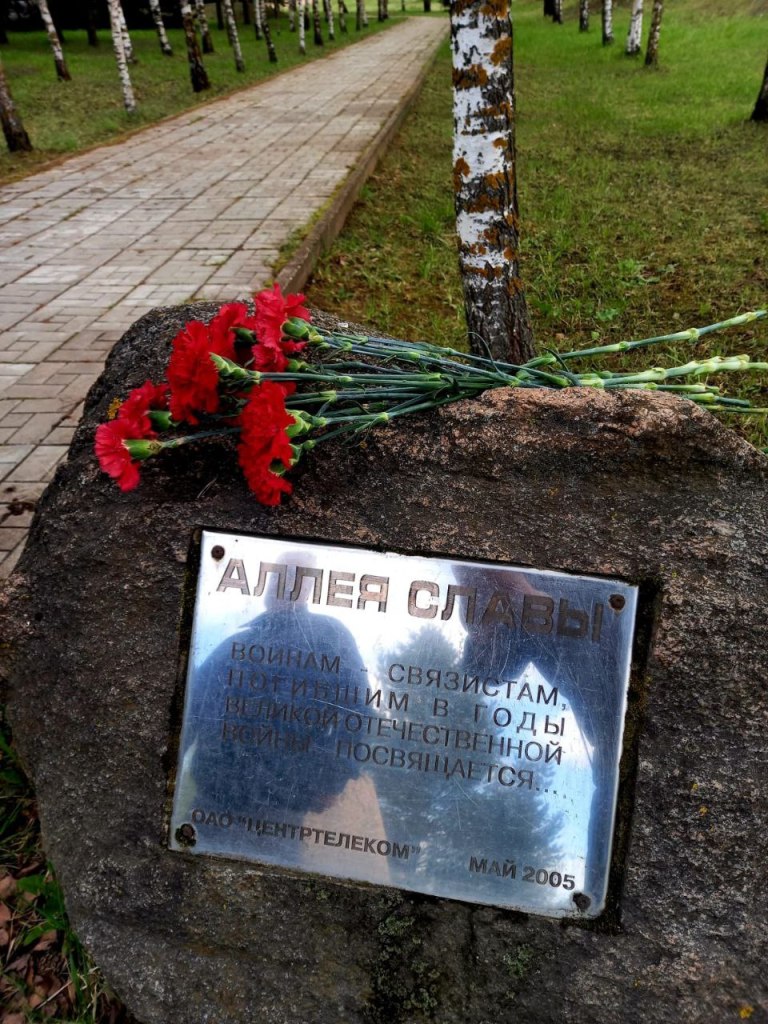 АЛЛЕЯ СЛАВЫ
ВОИНАМ - СВЯЗИСТАМ,
ПОГИБШИМ В ГОДЫ
ВЕЛИКОЙ ОТЕЧЕСТВЕННОЙ
ВОЙНЫ ПОСВЯЩАЕТСЯ.....
ОАО "ЦЕНТРТЕЛЕКОМ" МАЙ 2005